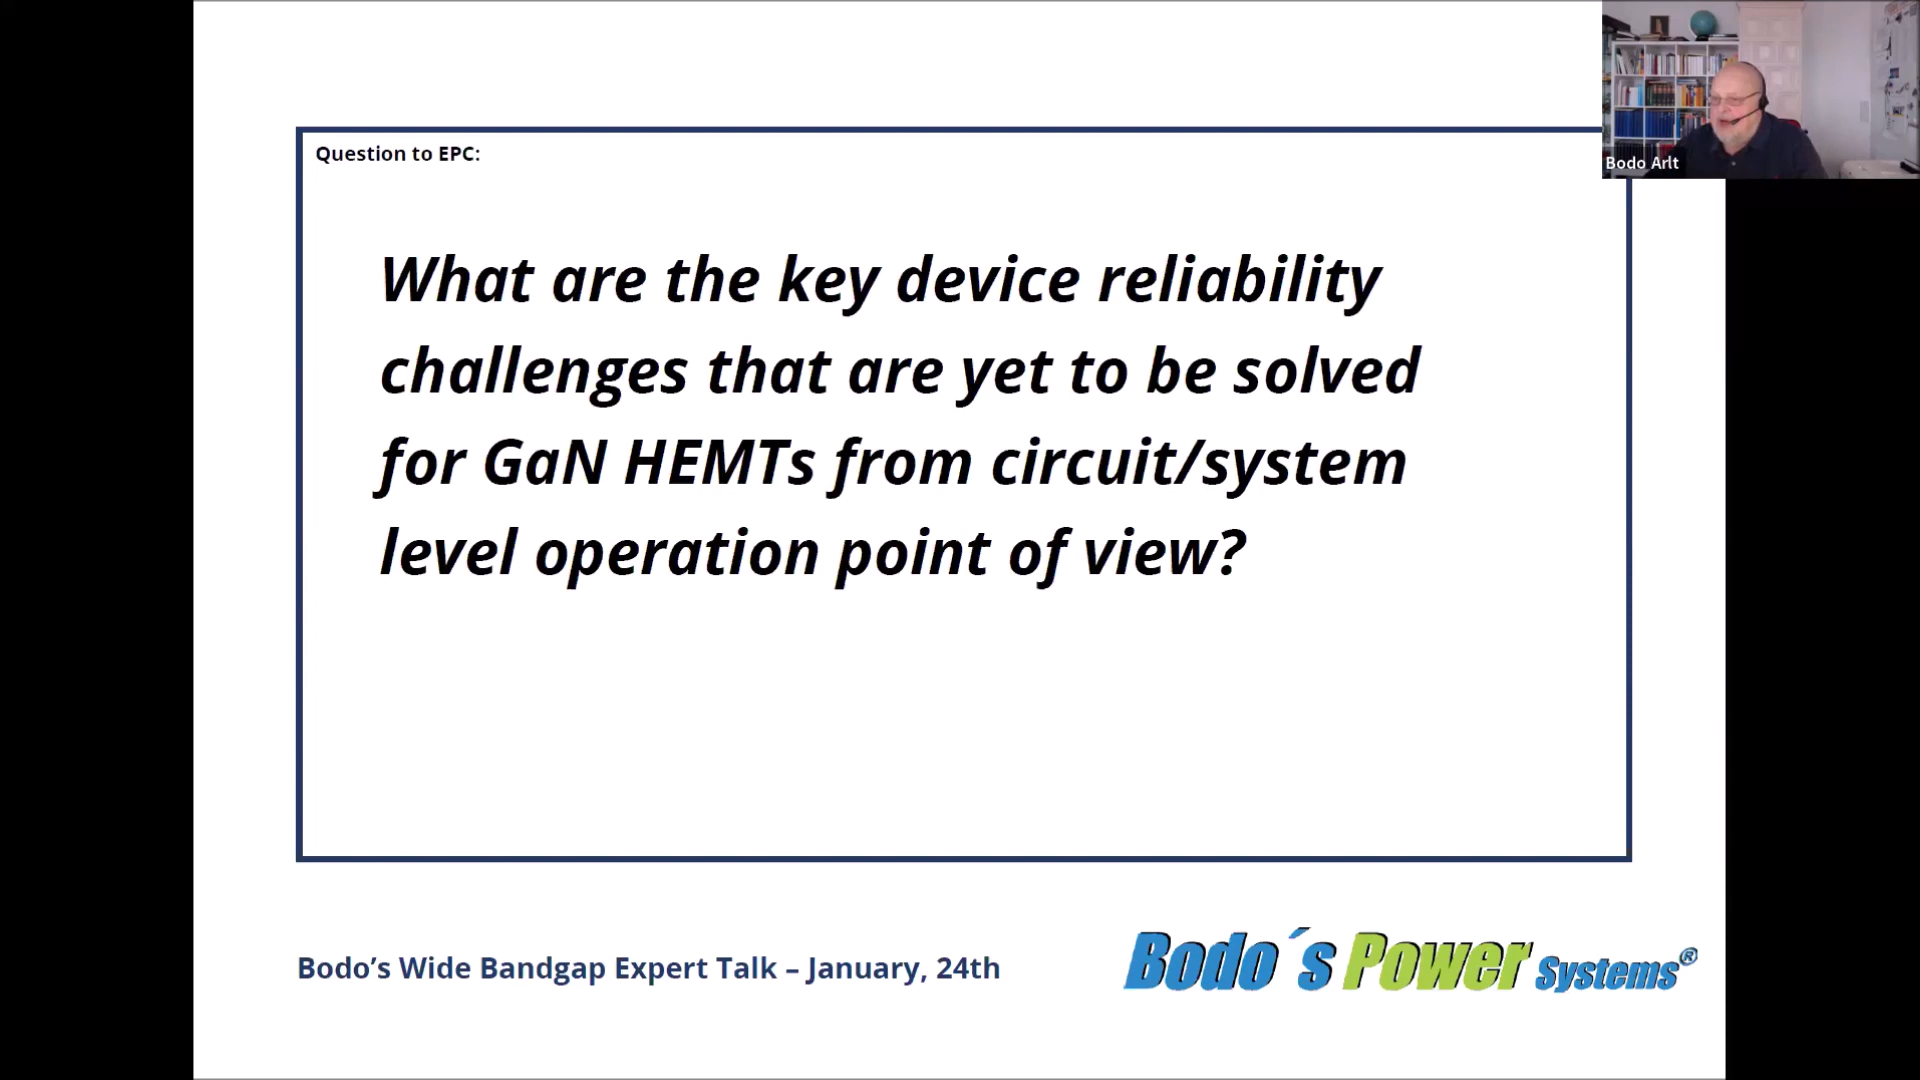 Question to EPC:
What are the key device reliability
challenges that are yet to be solved
for GaN HEMTs from circuit/system
level operation point of view?
Bodo Arlt
Bodo’s Wide Bandgap Expert Talk – January, 24th
Bodo´s Power Systems®